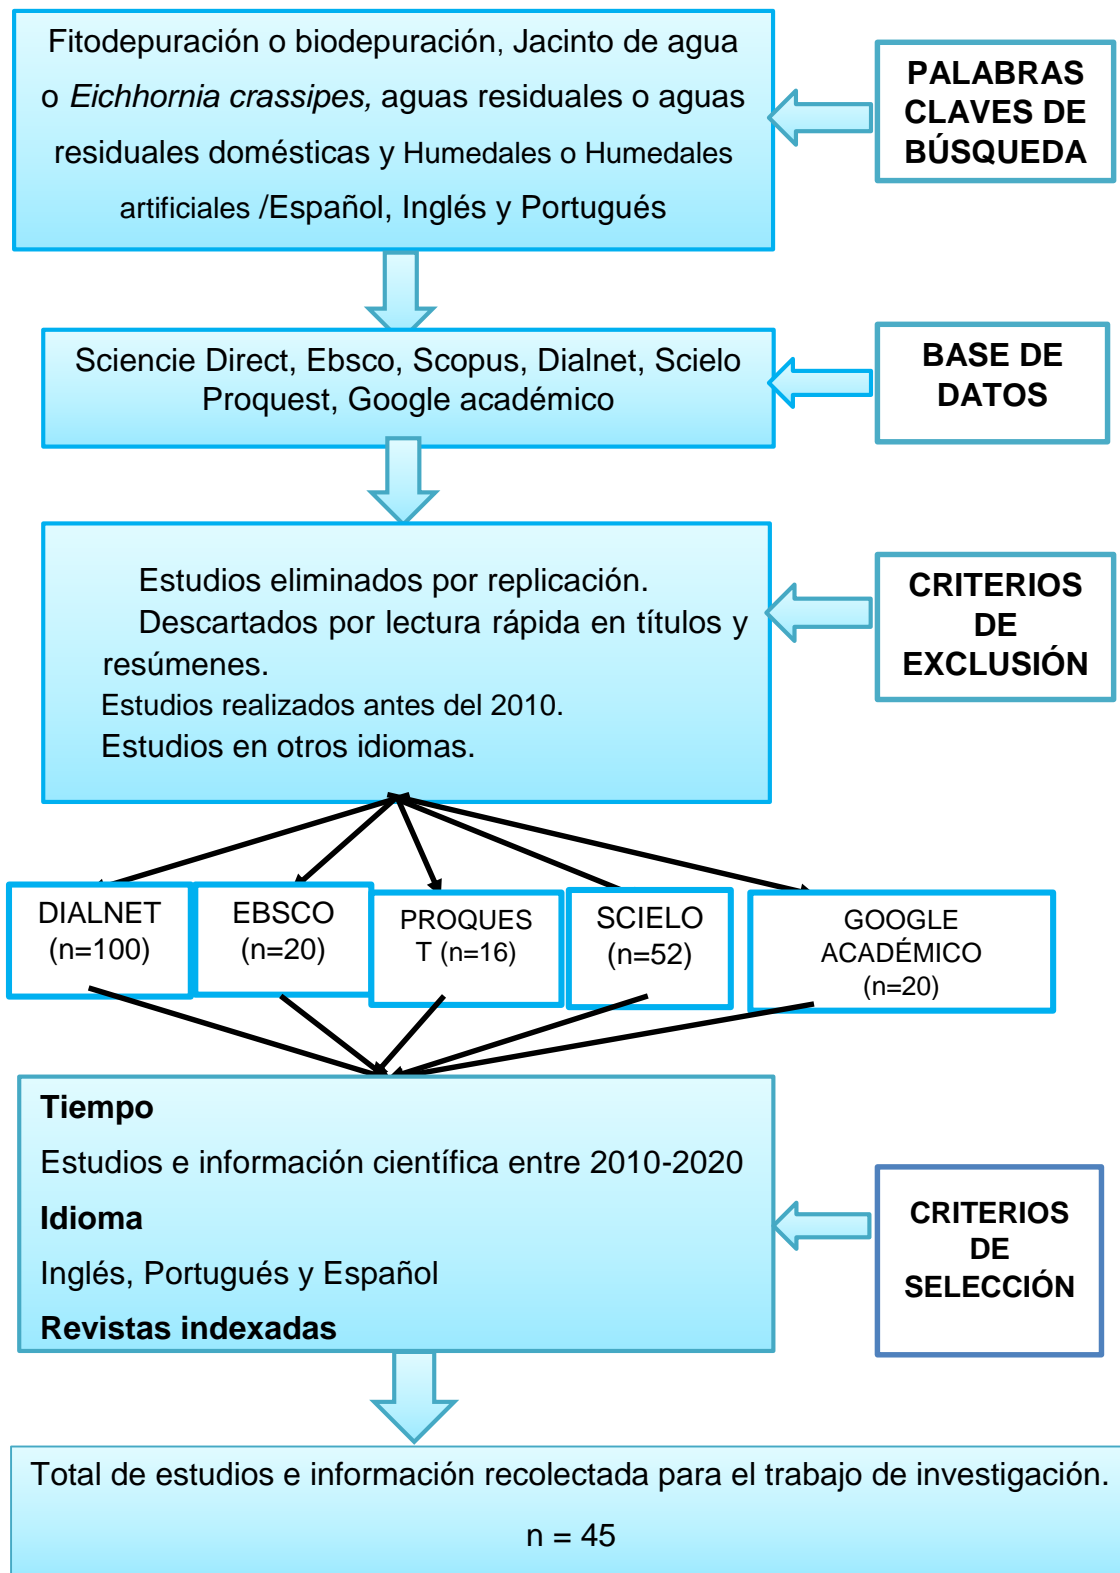 Fitodepuración o biodepuración, Jacinto de agua
o Eichhornia crassipes, aguas residuales o aguas
residuales domésticas y Humedales o Humedales
artificiales /Español, Inglés y Portugués
PALABRAS
CLAVES DE
BÚSQUEDA
Sciencie Direct, Ebsco, Scopus, Dialnet, Scielo
Proquest, Google académico
BASE DE
DATOS
Estudios eliminados por replicación.
Descartados por lectura rápida en títulos y
resúmenes.
Estudios realizados antes del 2010.
Estudios en otros idiomas.
CRITERIOS
DE
EXCLUSIÓN
DIALNET
(n=100)
EBSCO
(n=20)
PROQUES
T (n=16)
SCIELO
(n=52)
GOOGLE
ACADÉMICO
(n=20)
Tiempo
Estudios e información científica entre 2010-2020
Idioma
Inglés, Portugués y Español
Revistas indexadas
CRITERIOS
DE
SELECCIÓN
Total de estudios e información recolectada para el trabajo de investigación.
n = 45